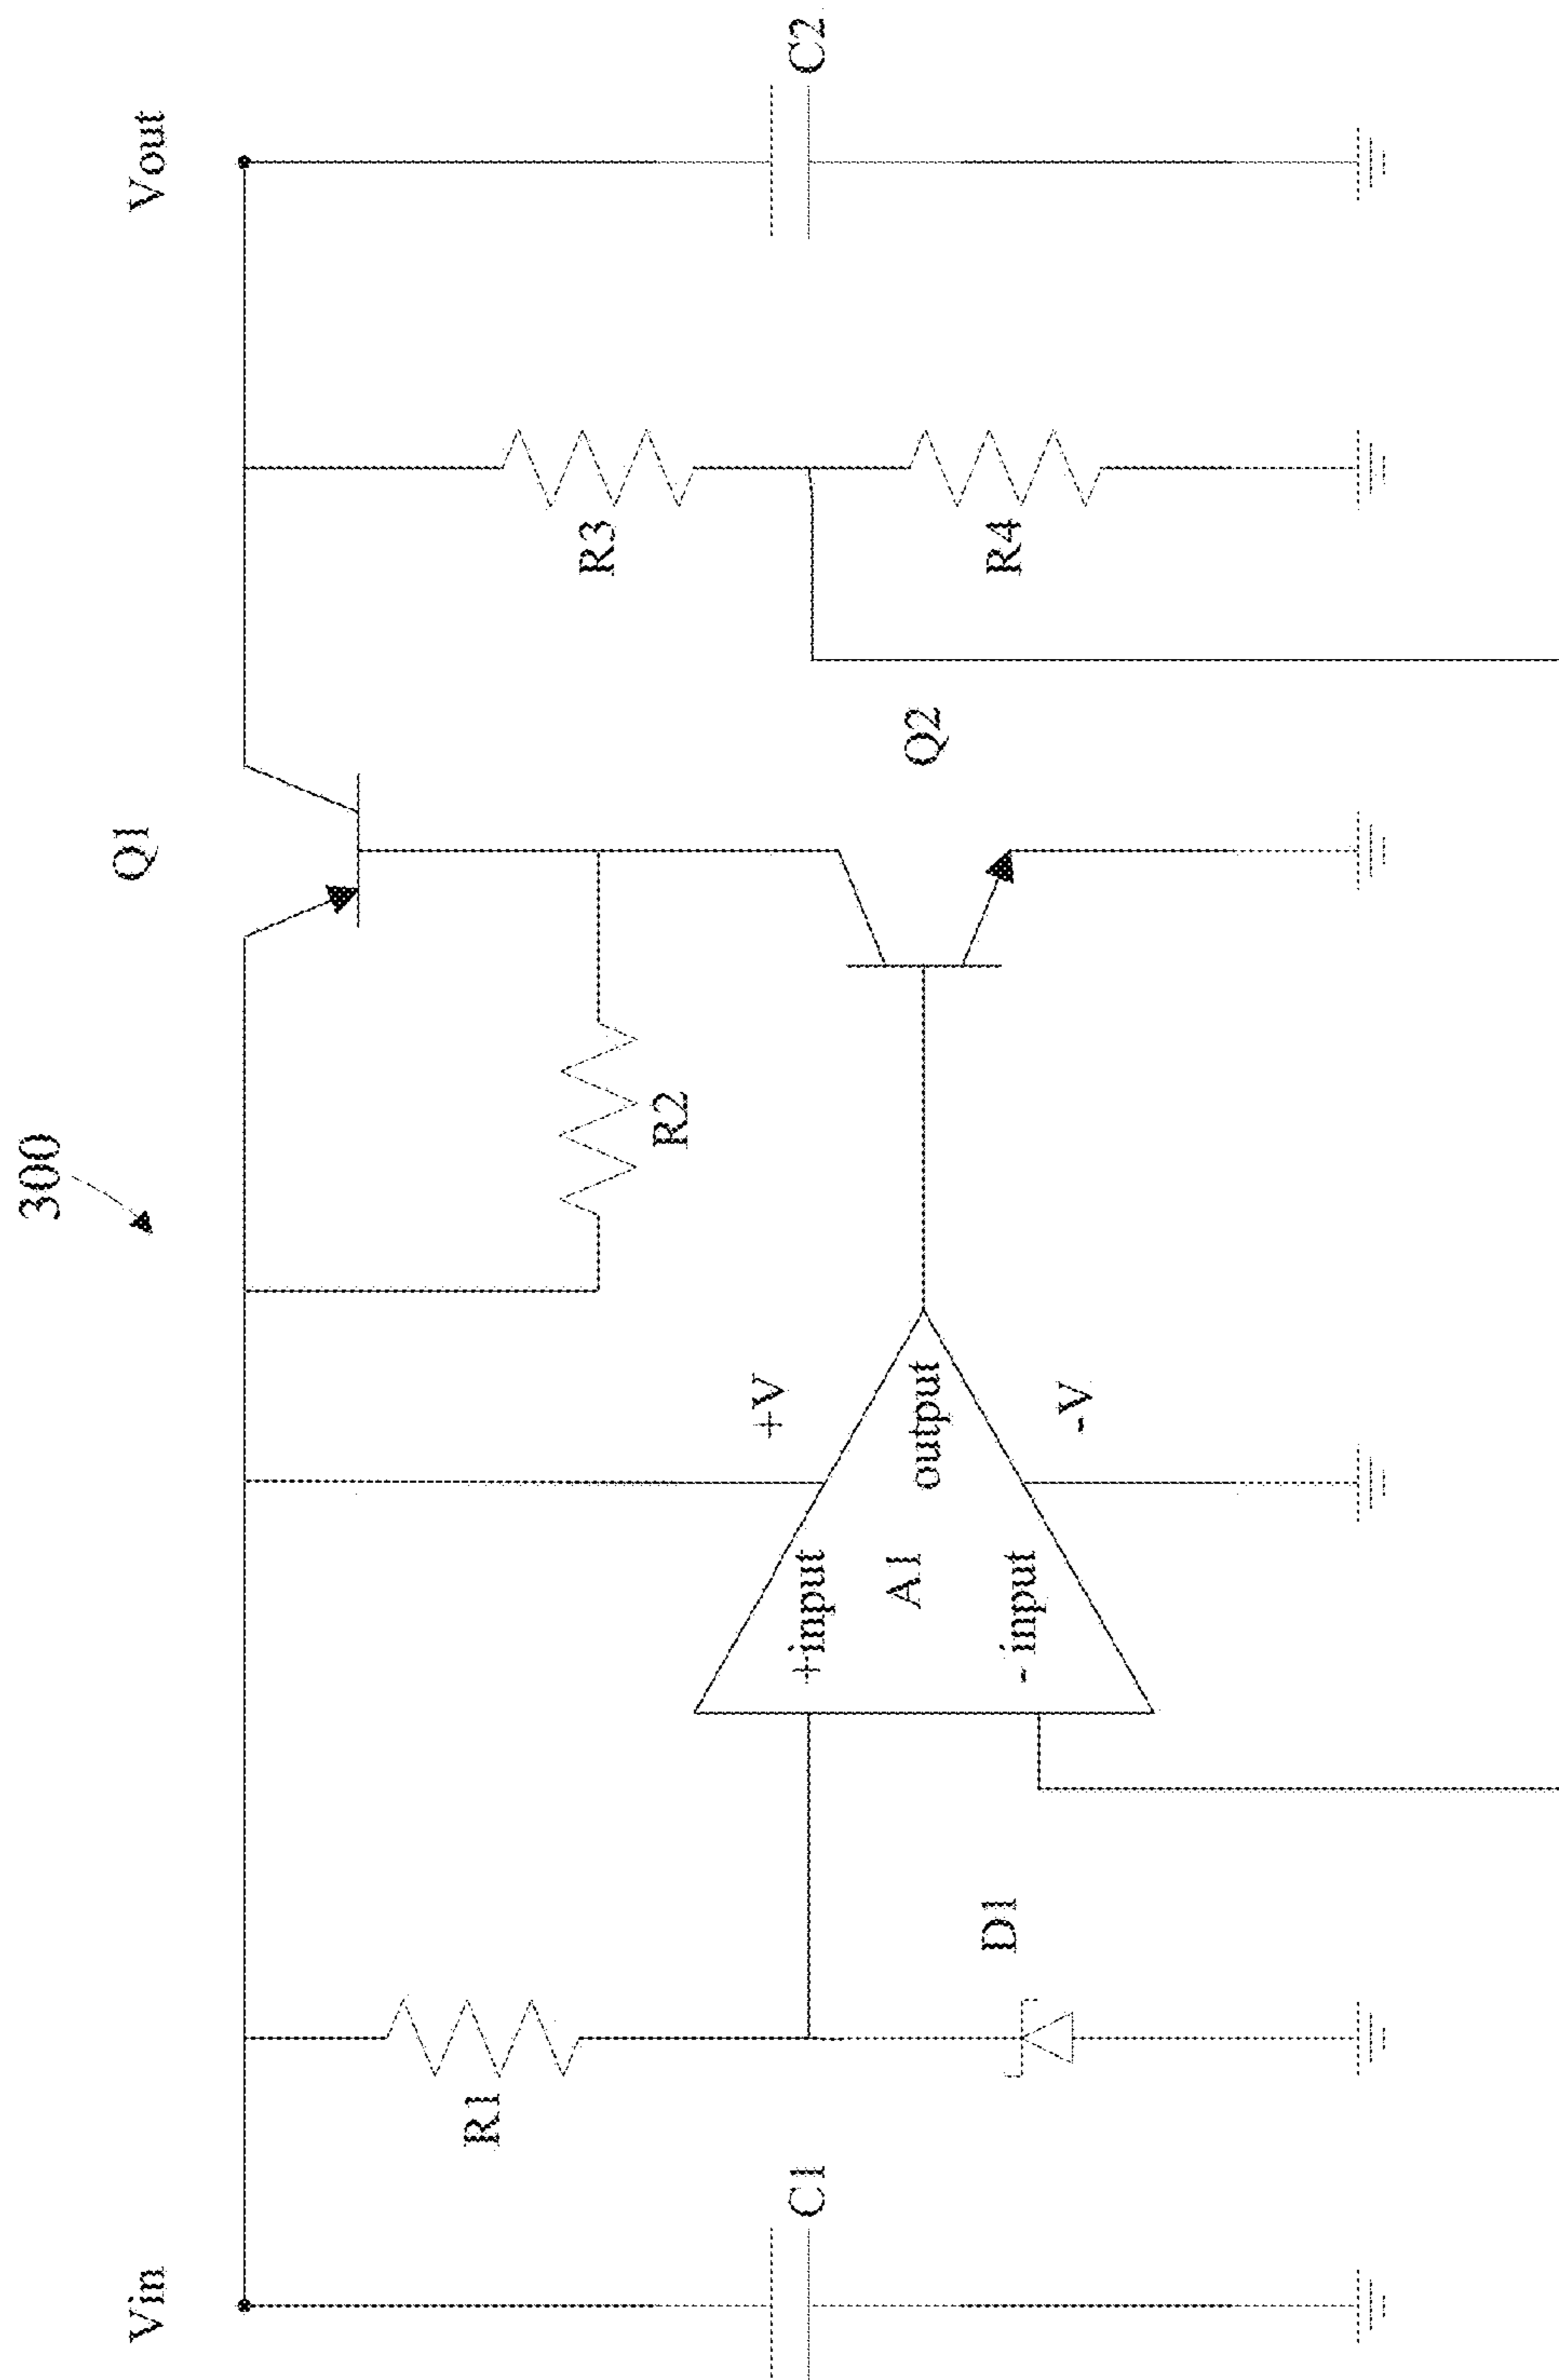 300
Vin
Q1
Vout
R1
R2
R3
+V
C1
+input
A1
output
C2
Q2
D1
- input
-V
R4